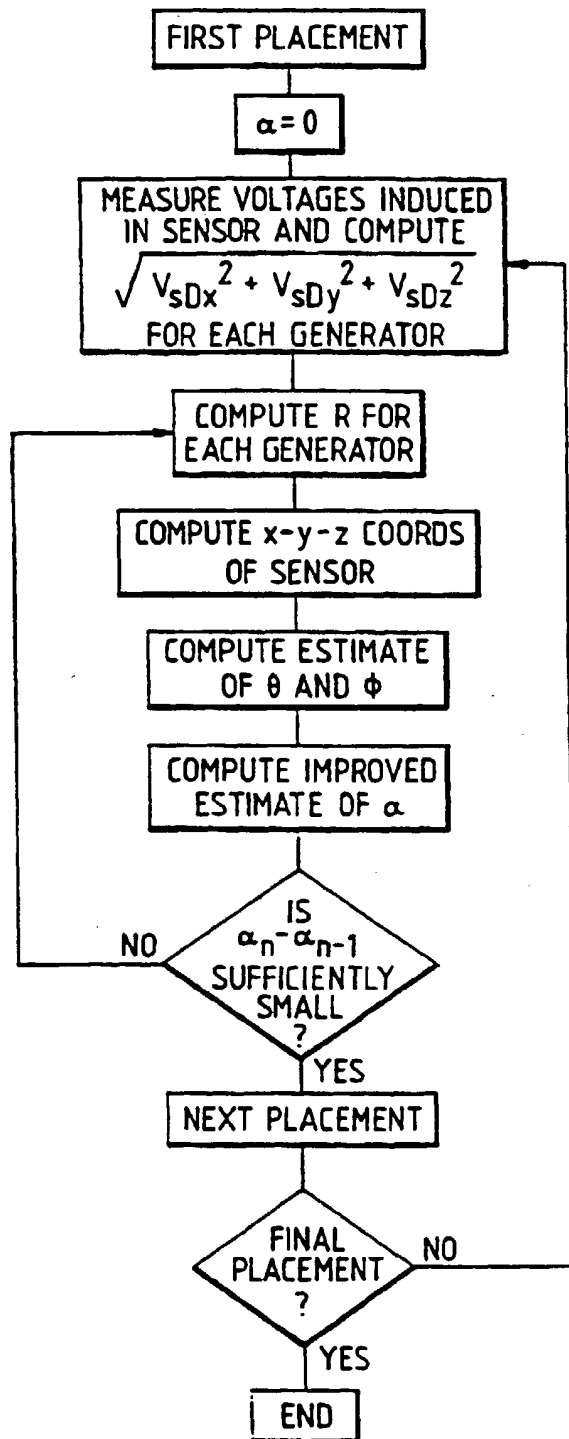 FIRST PLACEMENT
α = 0
MEASURE VOLTAGES INDUCED
IN SENSOR AND COMPUTE
√VsDx² + VsDy² + VsDz²
FOR EACH GENERATOR
COMPUTE R FOR
EACH GENERATOR
COMPUTE x-y-z COORDS
OF SENSOR
COMPUTE ESTIMATE
OF θ AND ϕ
COMPUTE IMPROVED
ESTIMATE OF α
IS
αn-αn-1
SUFFICIENTLY
SMALL
?
NO
YES
NEXT PLACEMENT
FINAL
PLACEMENT
?
NO
YES
END